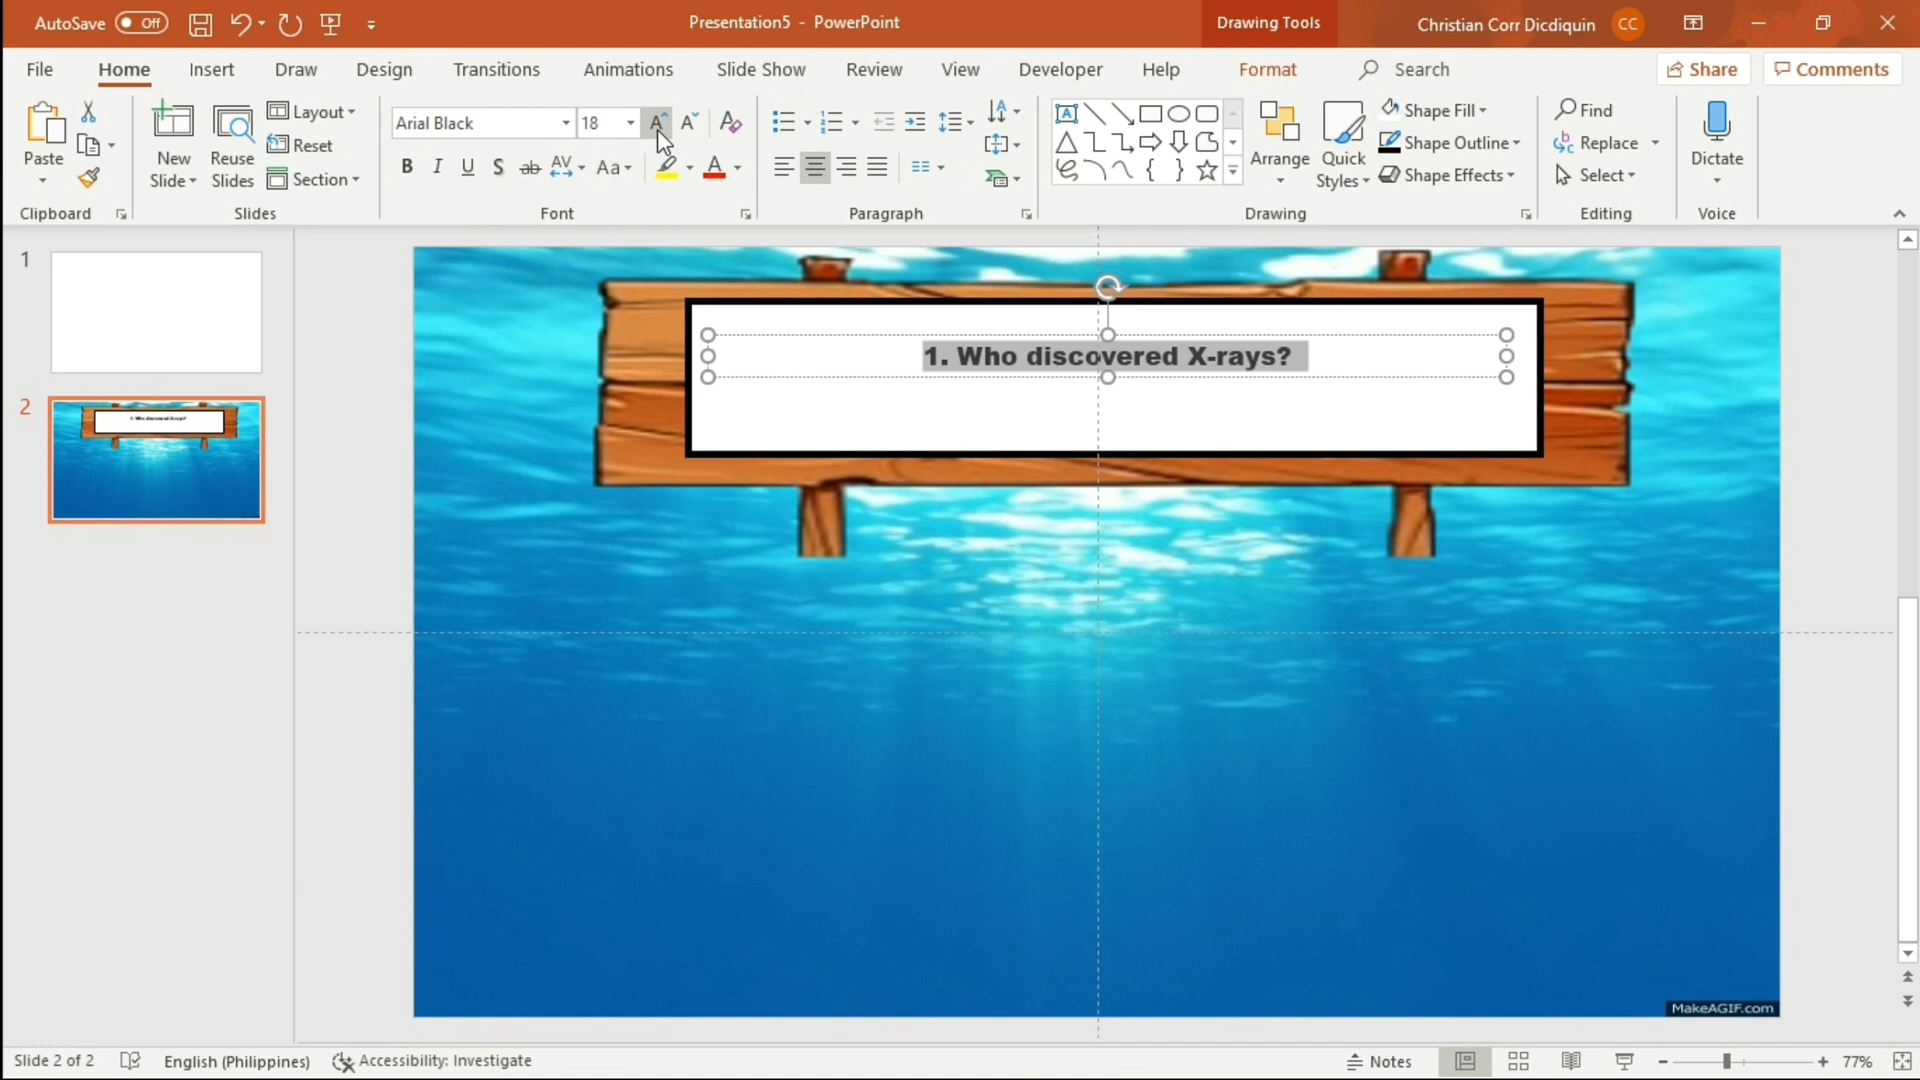 AutoSave Off
Presentation5 - PowerPoint
Drawing Tools
Christian Corr Dicdiquin CC
File Home Insert Draw Design Transitions Animations Slide Show Review View Developer Help Format Search Share Comments
Paste
Clipboard
New Slide
Reuse Slides
Layout
Reset
Section
Slides
Arial Black 18
B I U S ab AV Aa A
Font
Paragraph
Arrange
Quick Styles
Shape Fill
Shape Outline
Shape Effects
Drawing
Find
Replace
Select
Editing
Dictate
Voice
1
2
1. Who discovered X-rays?
MakeAGIF.com
Slide 2 of 2 English (Philippines) Accessibility: Investigate Notes 77%